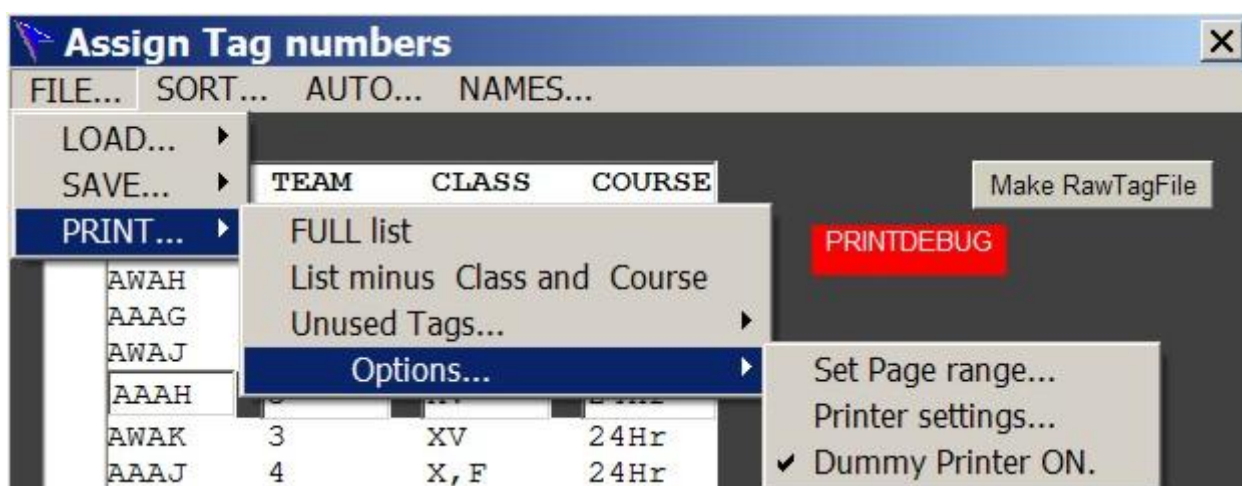 Assign Tag numbers
FILE... SORT... AUTO... NAMES...
LOAD...
SAVE...
PRINT...
TEAM CLASS COURSE
Make RawTagFile
PRINTDEBUG
FULL list
List minus Class and Course
Unused Tags...
Options...
Set Page range...
Printer settings...
Dummy Printer ON.
AWAH
AAAG
AWAJ
AAAH
AWAK 3 XV 24Hr
AAAJ 4 X,F 24Hr